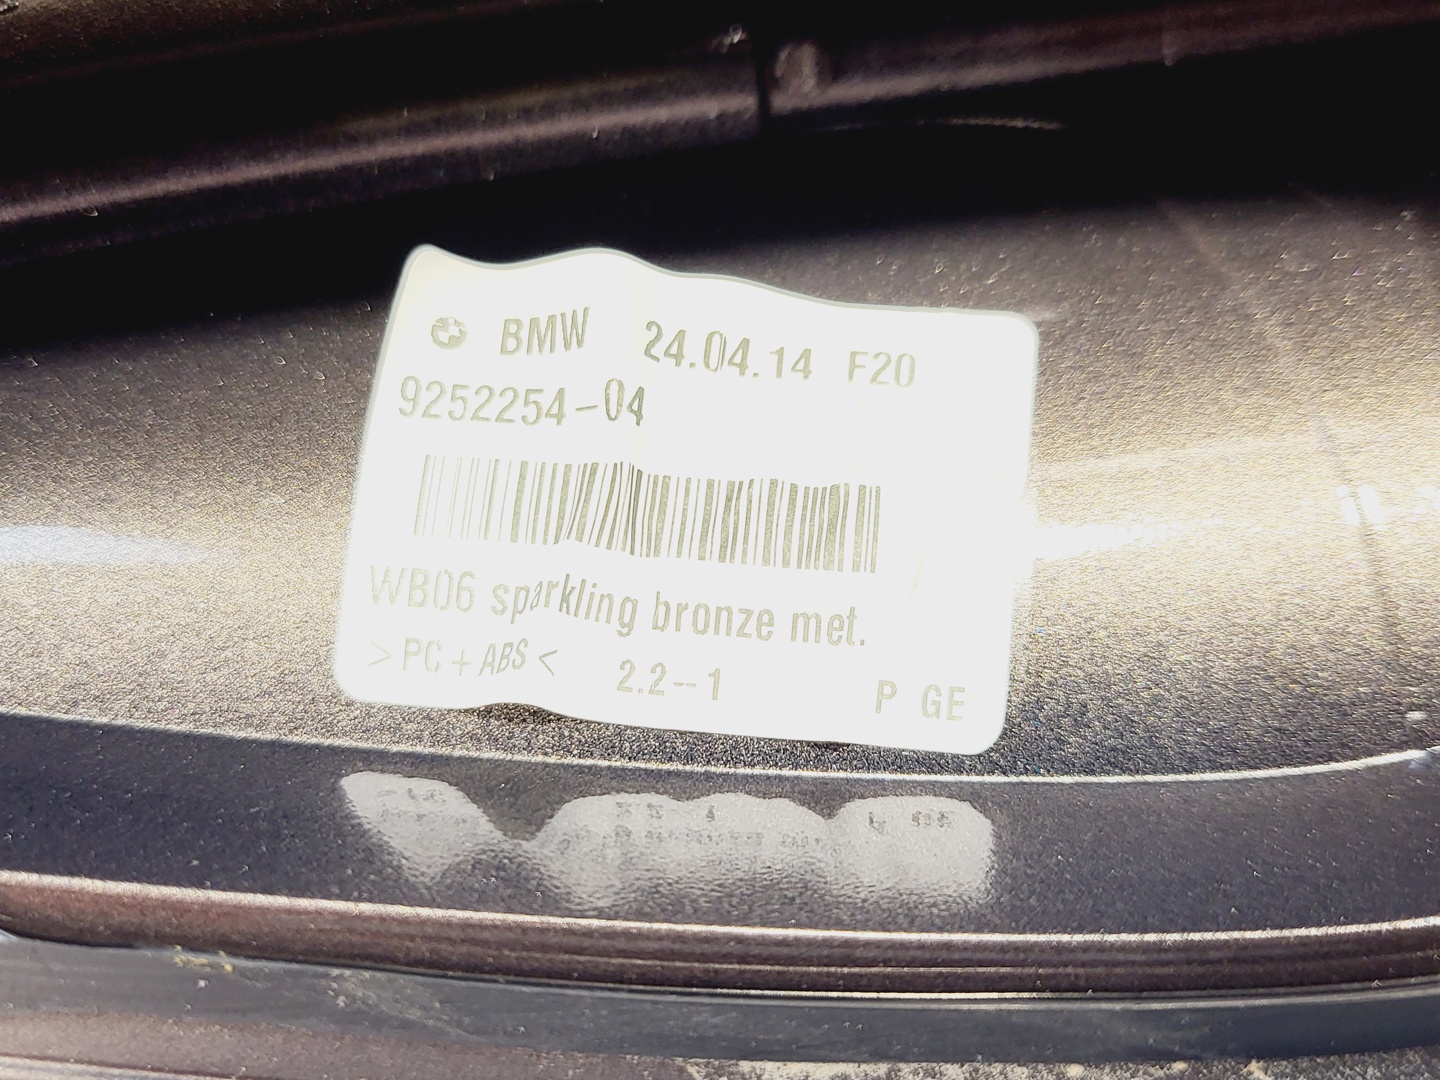 BMW 24.04.14 F20
9252254-04
WB06 sparkling bronze met.
>PC+ABS< 2.2--1 P GE